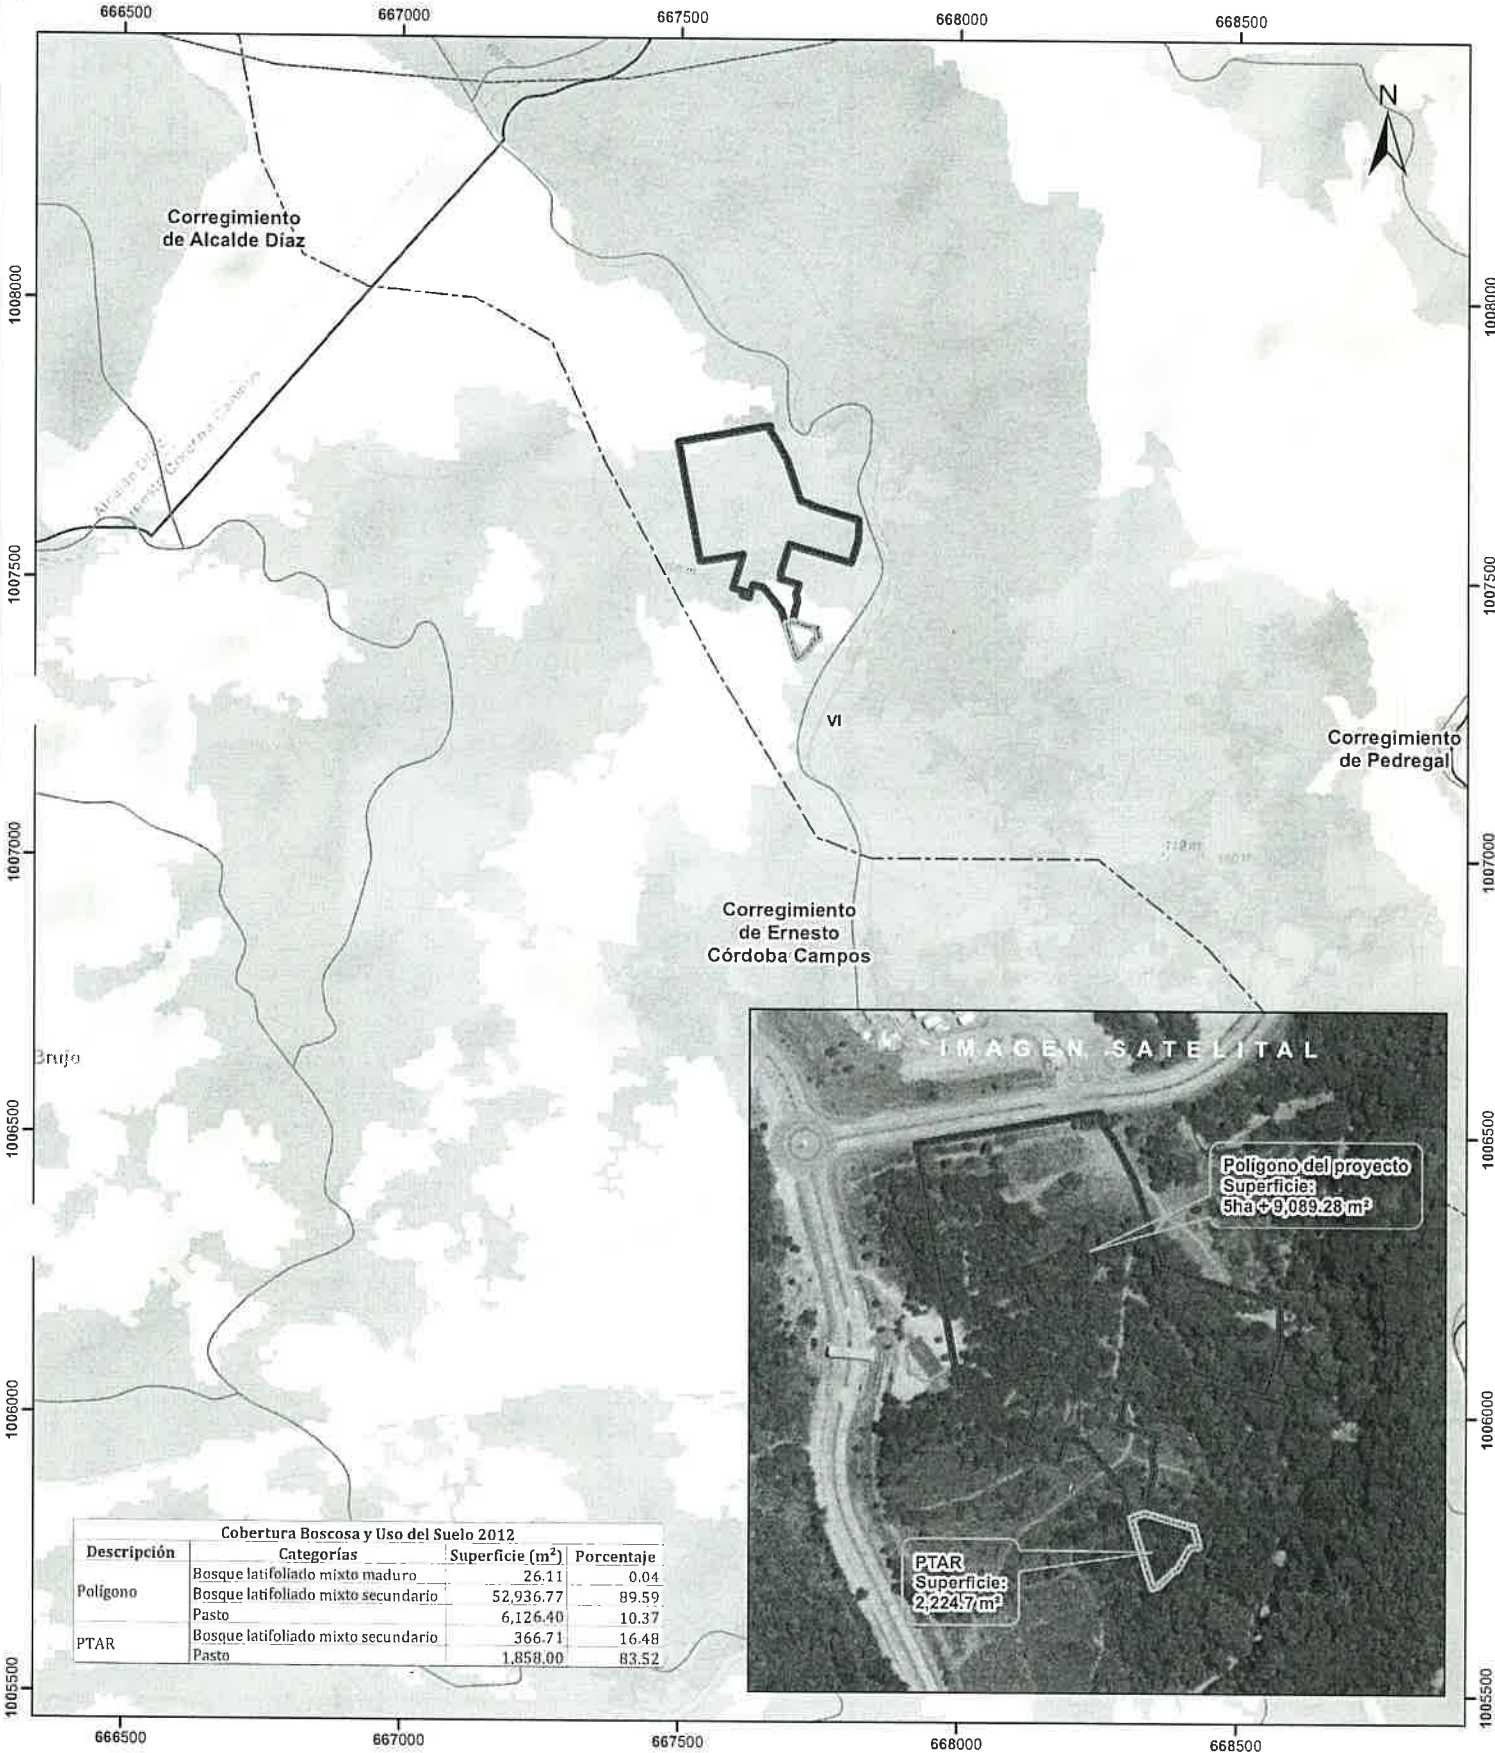 666500 667000 667500 668000 668500
N
Corregimiento
de Alcalde Díaz
1008000 1008000
1007500 1007500
VI
Corregimiento
de Pedregal
1007000 1007000
Corregimiento
de Ernesto
Córdoba Campos
IMAGEN SATELITAL
1006500 1006500
Polígono del proyecto
Superficie:
5ha + 9,089.28 m²
1006000 1006000
PTAR
Superficie:
2,224.7 m²
Cobertura Boscosa y Uso del Suelo 2012
Descripción Categorías Superficie (m²) Porcentaje
Polígono Bosque latifoliado mixto maduro 26.11 0.04
Bosque latifoliado mixto secundario 52,936.77 89.59
Pasto 6,126.40 10.37
PTAR Bosque latifoliado mixto secundario 366.71 16.48
Pasto 1,858.00 83.52
1005500 1005500
666500 667000 667500 668000 668500